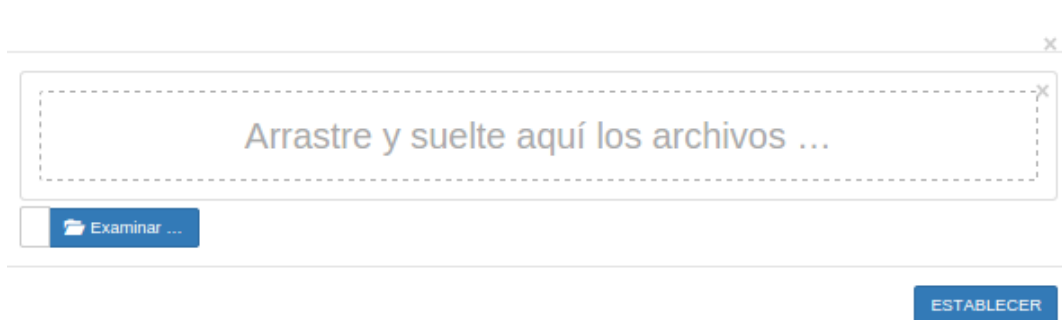 ×
×
Arrastre y suelte aquí los archivos …
Examinar ...
ESTABLECER